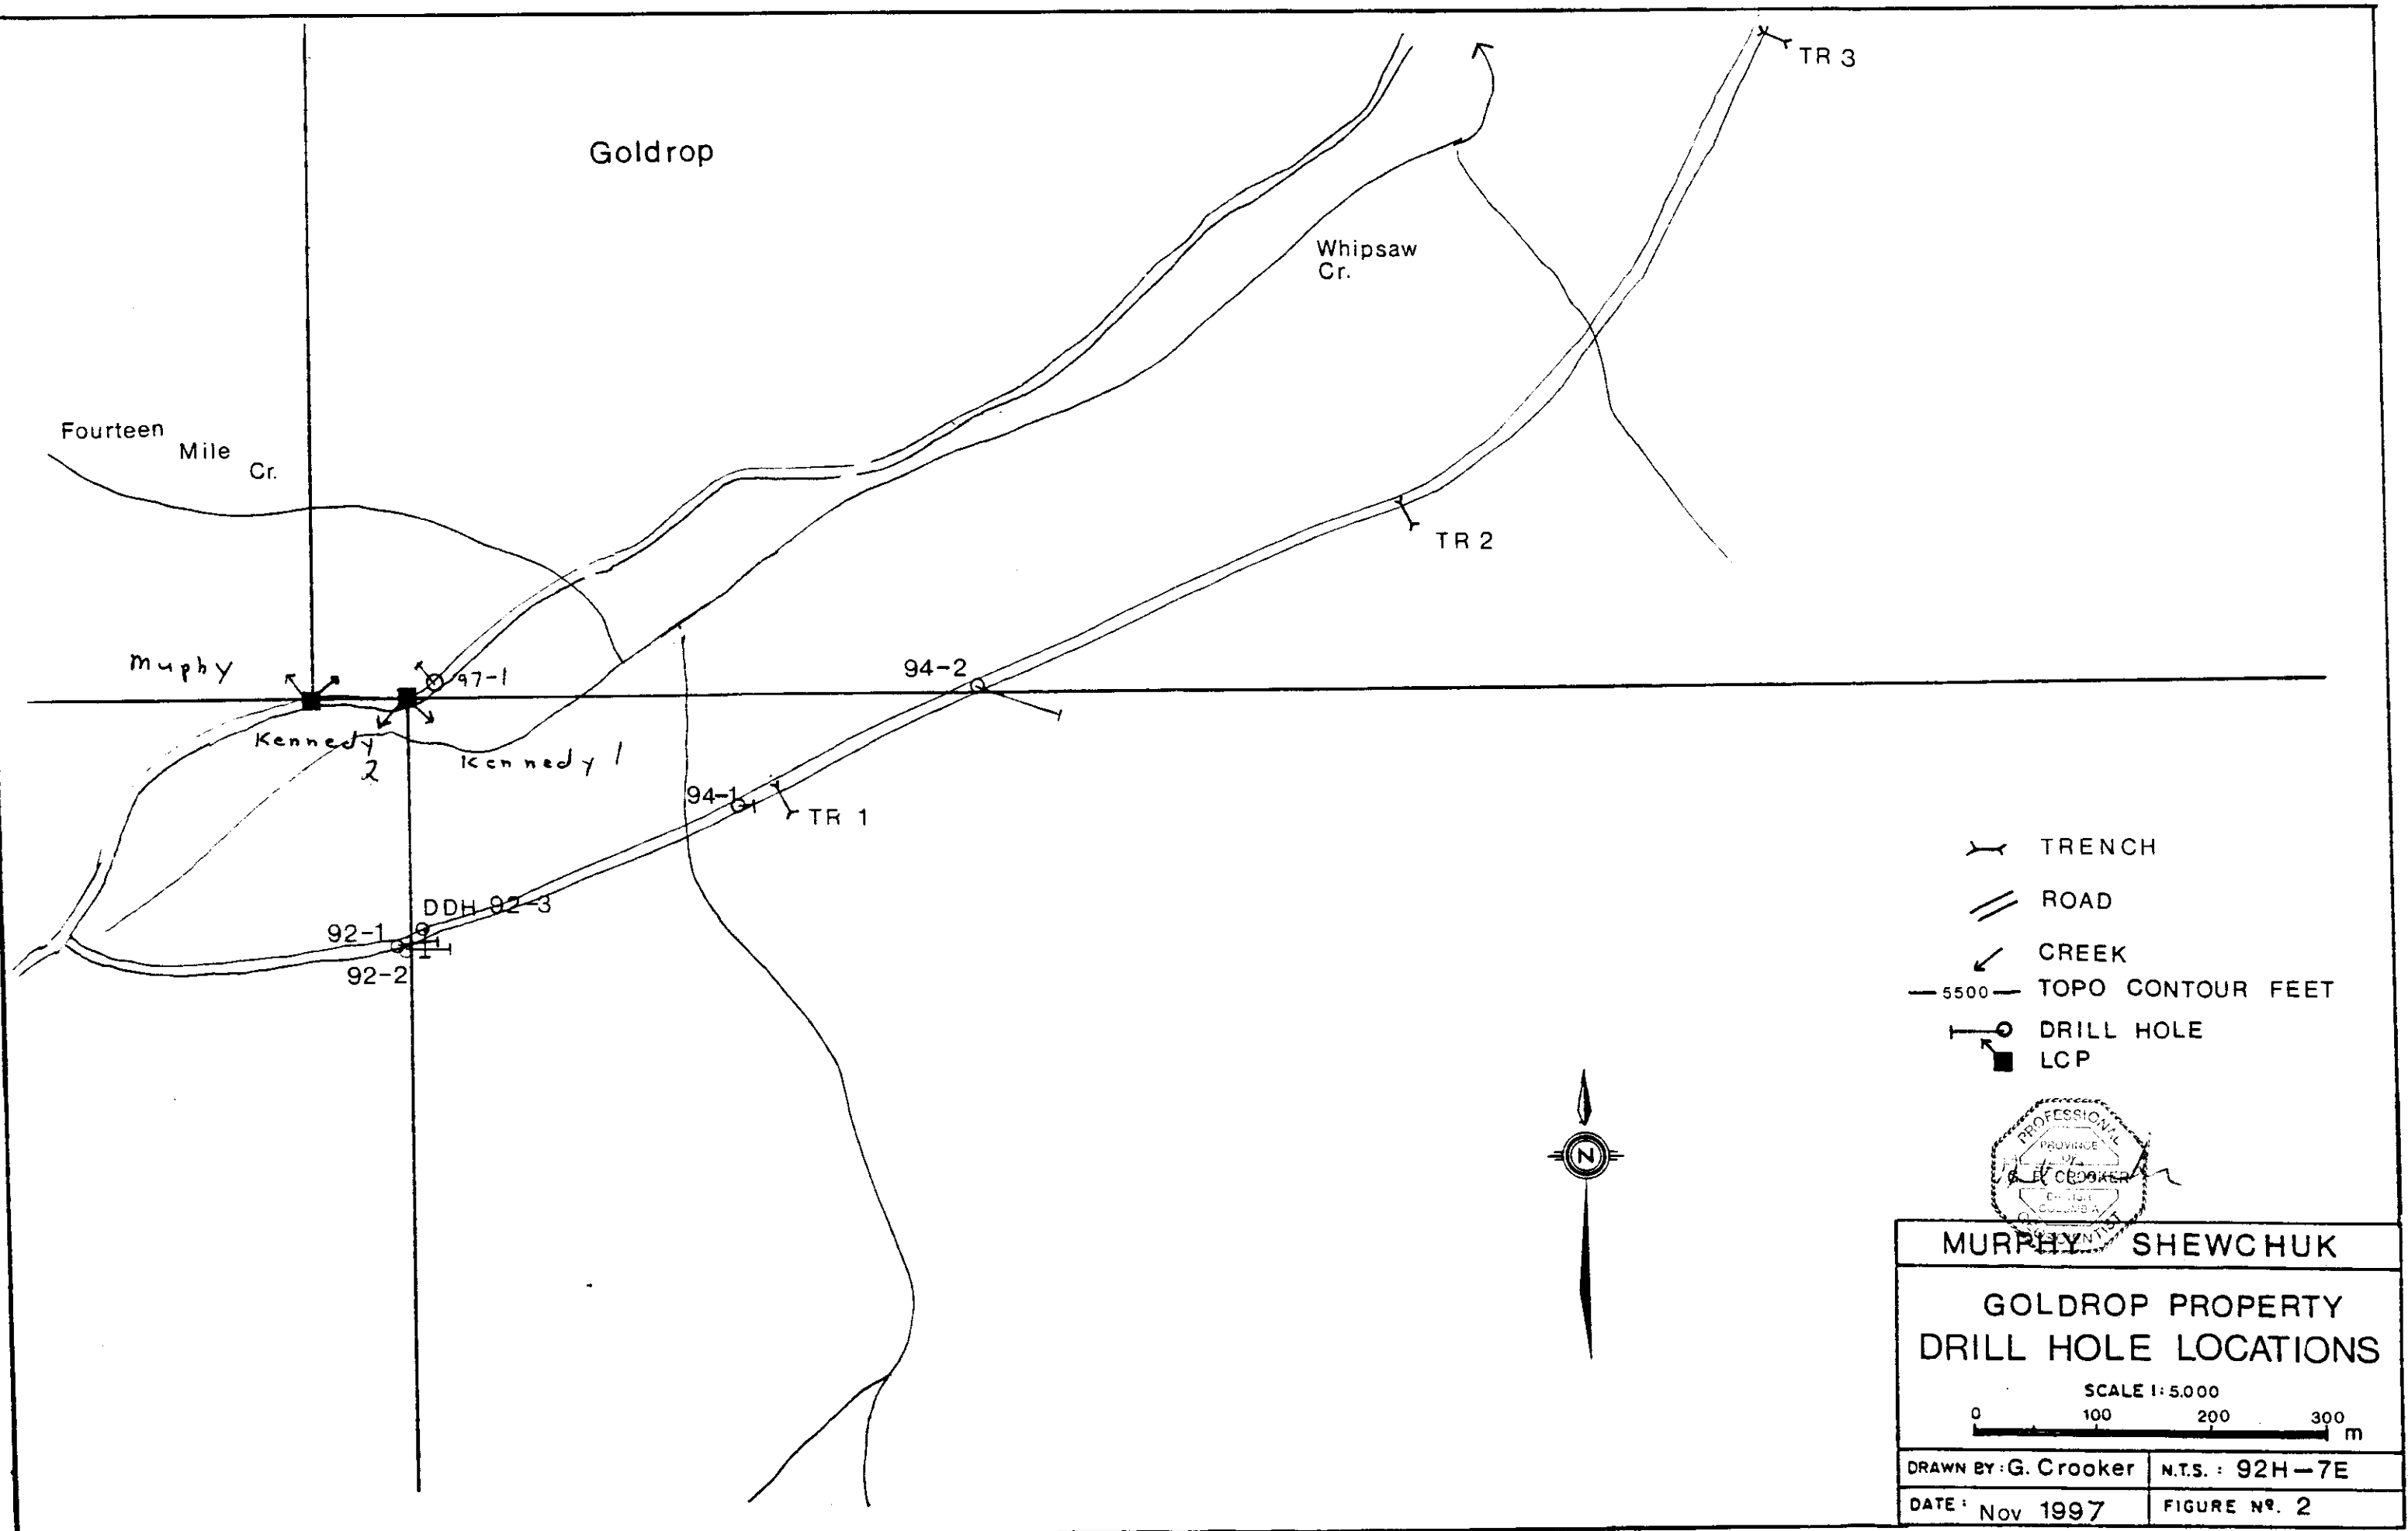 TR 3
Goldrop
Whipsaw
Cr.
Fourteen
Mile
Cr.
TR 2
Muphy
97-1
94-2
Kennedy
2
Kennedy 1
94-1
TR 1
DDH 92-3
92-1
92-2
TRENCH
ROAD
CREEK
5500 TOPO CONTOUR FEET
DRILL HOLE
LCP
N
PROFESSIONAL
PROVINCE
OF
CROOKER
COLUMBIA
MURPHY SHEWCHUK
GOLDROP PROPERTY
DRILL HOLE LOCATIONS
SCALE 1:5.000
0 100 200 300 m
DRAWN BY: G. Crooker N.T.S.: 92H-7E
DATE: Nov 1997 FIGURE Nº. 2